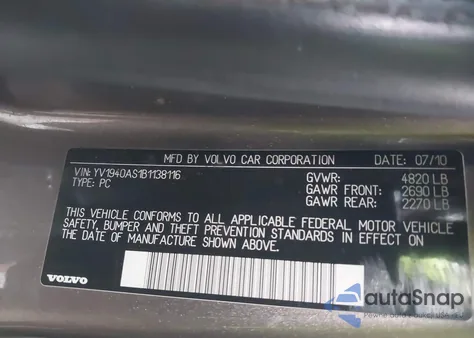 MFD BY VOLVO CAR CORPORATION DATE: 07/10
VIN: YV1940AS1B1138116 GVWR: 4820 LB
TYPE: PC GAWR FRONT: 2690 LB
GAWR REAR: 2270 LB
THIS VEHICLE CONFORMS TO ALL APPLICABLE FEDERAL MOTOR VEHICLE
SAFETY, BUMPER AND THEFT PREVENTION STANDARDS IN EFFECT ON
THE DATE OF MANUFACTURE SHOWN ABOVE.
VOLVO
autaSnap